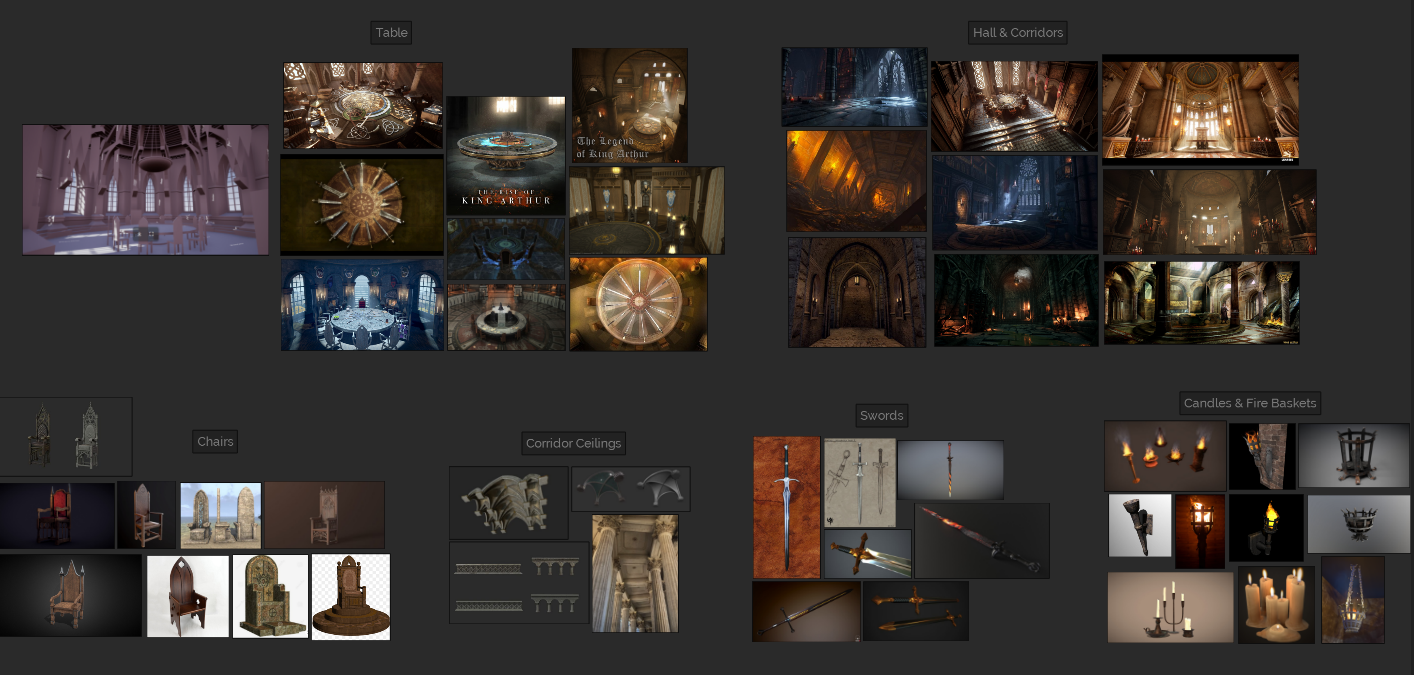 Table
Hall & Corridors
The Legend
of King Arthur
THE RISE OF
KING ARTHUR
Chairs
Corridor Ceilings
Swords
Candles & Fire Baskets